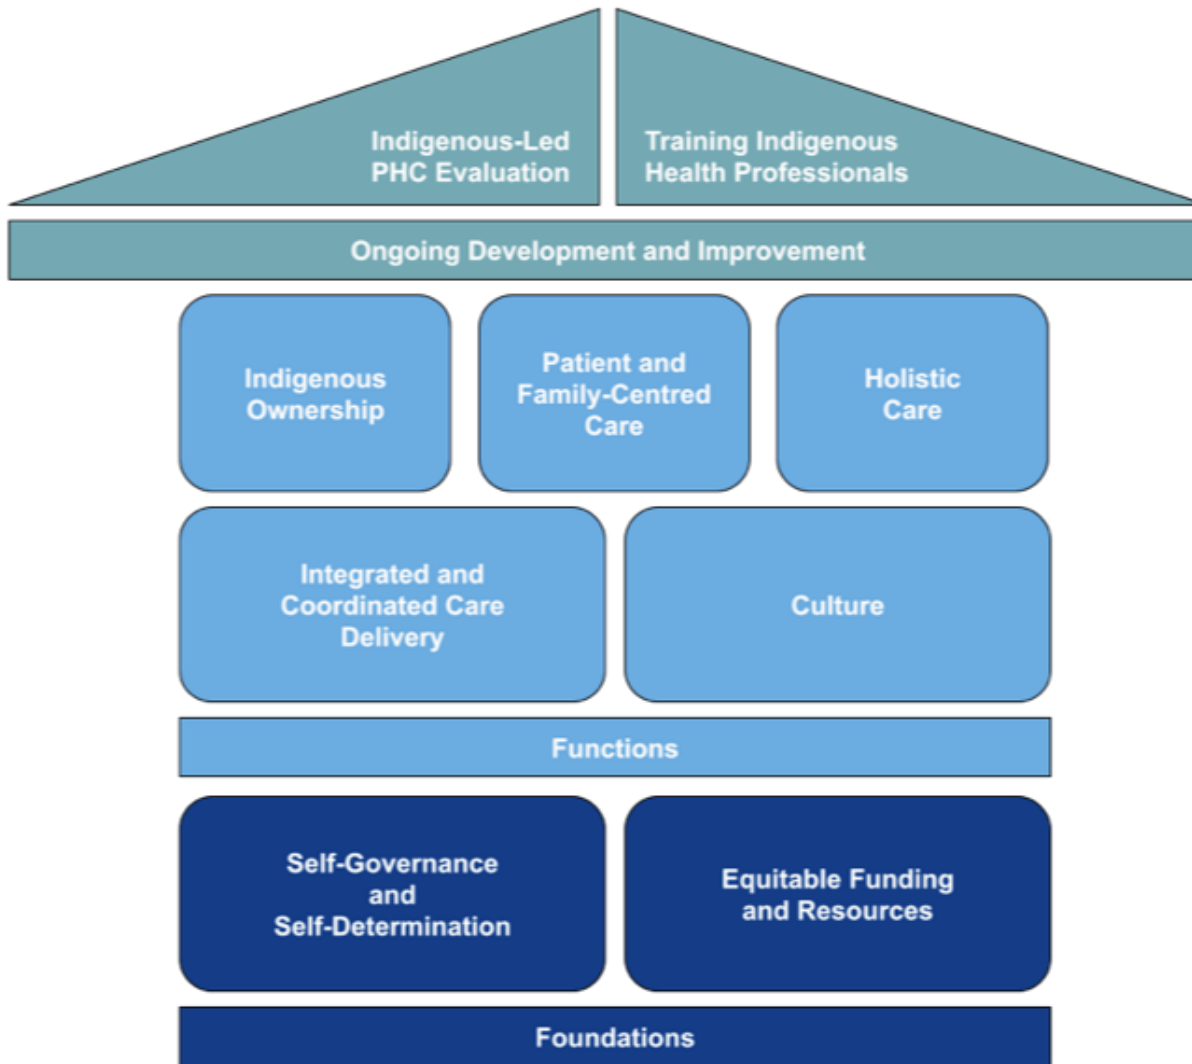 Indigenous-Led
PHC Evaluation
Training Indigenous
Health Professionals
Ongoing Development and Improvement
Indigenous
Ownership
Patient and
Family-Centred
Care
Holistic
Care
Integrated and
Coordinated Care
Delivery
Culture
Functions
Self-Governance
and
Self-Determination
Equitable Funding
and Resources
Foundations